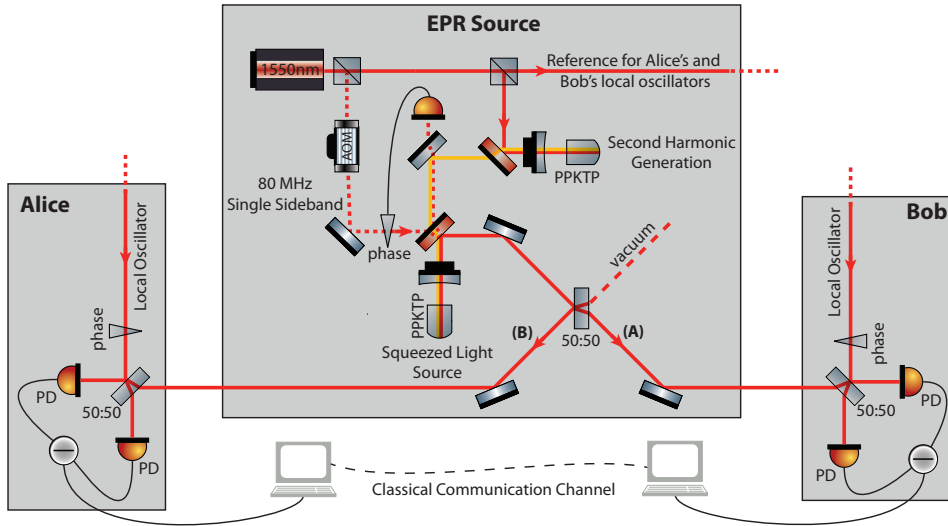 EPR Source
1550nm
Reference for Alice's and
Bob's local oscillators
AOM
Second Harmonic
Generation
PPKTP
80 MHz
Single Sideband
phase
vacuum
PPKTP
Squeezed Light
Source
(B)
(A)
50:50
Alice
Local Oscillator
phase
PD
50:50
PD
Bob
Local Oscillator
phase
50:50
PD
PD
Classical Communication Channel